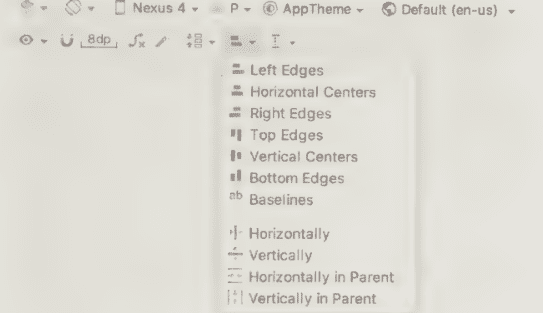 Nexus 4 P AppTheme Default (en-us)
8dp
Left Edges
Horizontal Centers
Right Edges
Top Edges
Vertical Centers
Bottom Edges
ab Baselines
Horizontally
Vertically
Horizontally in Parent
Vertically in Parent